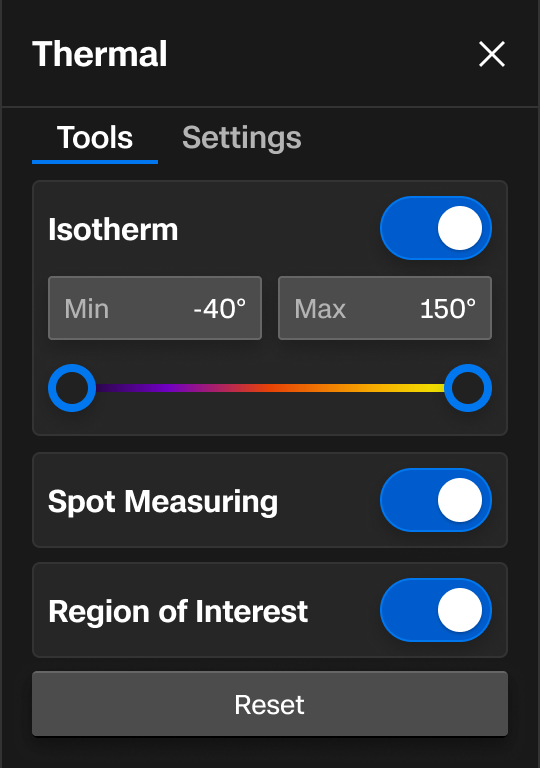 Thermal
Tools Settings
Isotherm
Min -40° Max 150°
Spot Measuring
Region of Interest
Reset